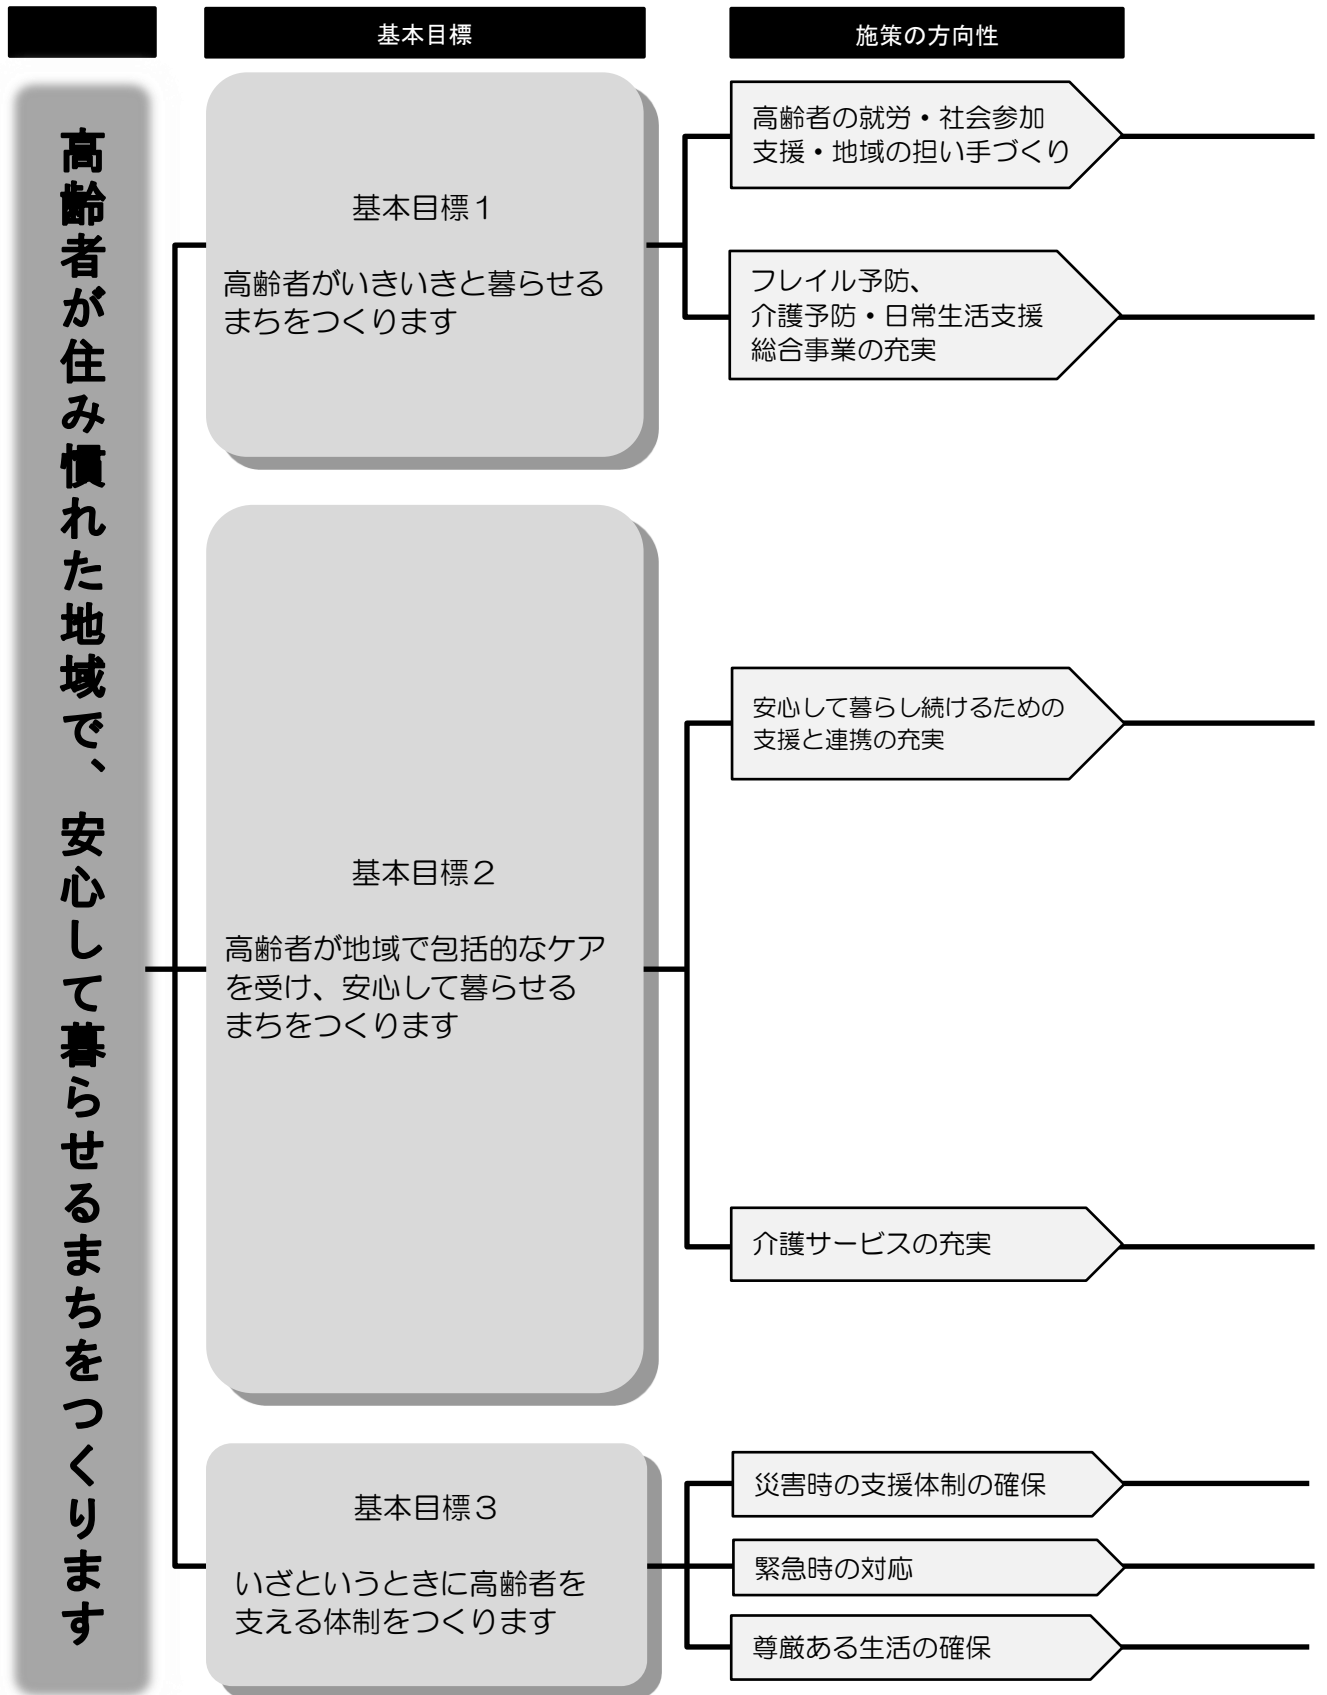 基本目標
施策の方向性
高齢者が住み慣れた地域で、安心して暮らせるまちをつくります
基本目標１
高齢者がいきいきと暮らせる
まちをつくります
高齢者の就労・社会参加
支援・地域の担い手づくり
フレイル予防、
介護予防・日常生活支援
総合事業の充実
基本目標２
高齢者が地域で包括的なケア
を受け、安心して暮らせる
まちをつくります
安心して暮らし続けるための
支援と連携の充実
介護サービスの充実
基本目標３
いざというときに高齢者を
支える体制をつくります
災害時の支援体制の確保
緊急時の対応
尊厳ある生活の確保